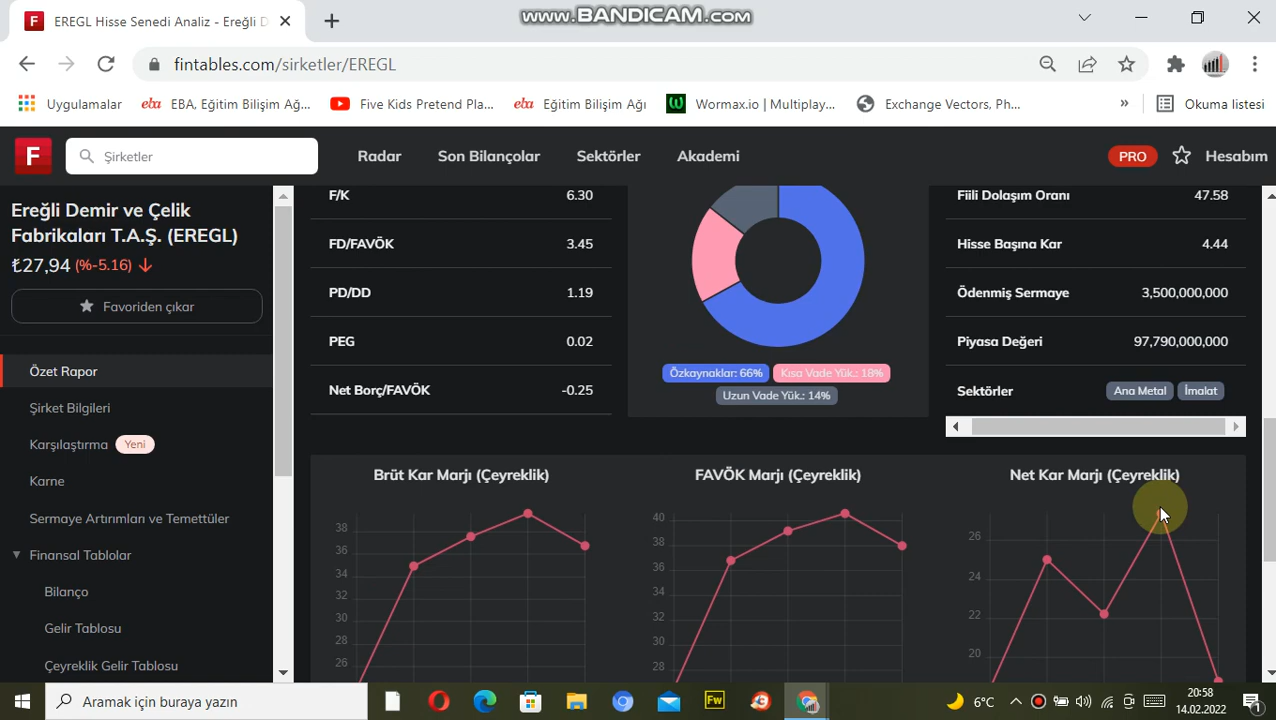 EREGL Hisse Senedi Analiz - Ereğli D
www.BANDICAM.com
fintables.com/sirketler/EREGL
Uygulamalar
eba EBA, Eğitim Bilişim Ağ...
Five Kids Pretend Pla...
eba Eğitim Bilişim Ağı
Wormax.io | Multiplay...
Exchange Vectors, Ph...
»
Okuma listesi
F
Şirketler
Radar
Son Bilançolar
Sektörler
Akademi
PRO
Hesabım
Ereğli Demir ve Çelik
Fabrikaları T.A.Ş. (EREGL)
₺27,94 (%-5.16)
Favoriden çıkar
Özet Rapor
Şirket Bilgileri
Karşılaştırma Yeni
Karne
Sermaye Artırımları ve Temettüler
Finansal Tablolar
Bilanço
Gelir Tablosu
Çeyreklik Gelir Tablosu
F/K 6.30
FD/FAVÖK 3.45
PD/DD 1.19
PEG 0.02
Net Borç/FAVÖK -0.25
Özkaynaklar: 66% Kısa Vade Yük.: 18%
Uzun Vade Yük.: 14%
Fiili Dolaşım Oranı 47.58
Hisse Başına Kar 4.44
Ödenmiş Sermaye 3,500,000,000
Piyasa Değeri 97,790,000,000
Sektörler Ana Metal İmalat
Brüt Kar Marjı (Çeyreklik)
38
36
34
32
30
28
26
FAVÖK Marjı (Çeyreklik)
40
38
36
34
32
30
28
Net Kar Marjı (Çeyreklik)
26
24
22
20
Aramak için buraya yazın
Fw
6°C
20:58
14.02.2022
1